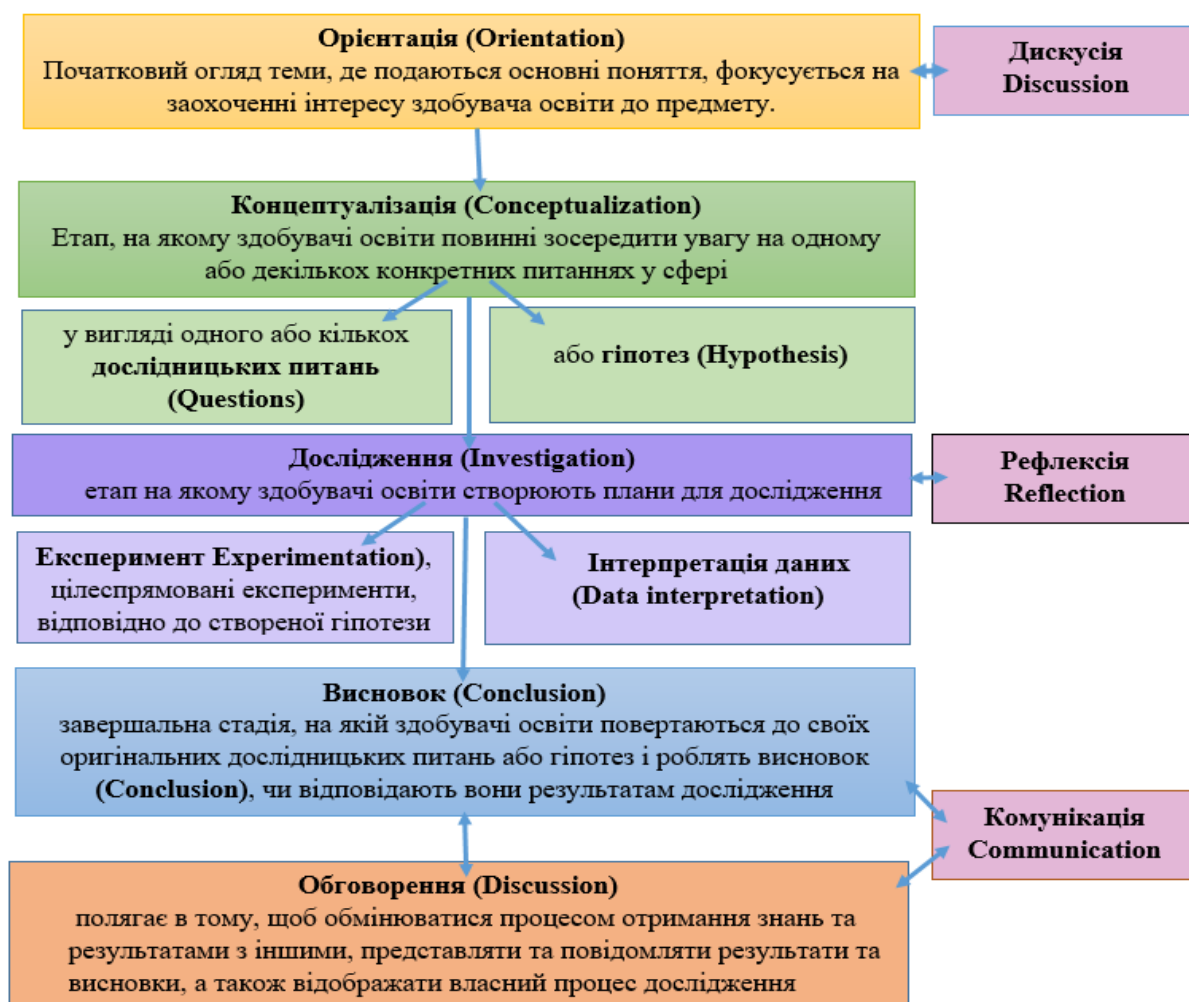 Орієнтація (Orientation)
Початковий огляд теми, де подаються основні поняття, фокусується на
заохоченні інтересу здобувача освіти до предмету.
Дискусія
Discussion
Концептуалізація (Conceptualization)
Етап, на якому здобувачі освіти повинні зосередити увагу на одному
або декількох конкретних питаннях у сфері
у вигляді одного або кількох
дослідницьких питань
(Questions)
або гіпотез (Hypothesis)
Дослідження (Investigation)
етап на якому здобувачі освіти створюють плани для дослідження
Рефлексія
Reflection
Експеримент Experimentation),
цілеспрямовані експерименти,
відповідно до створеної гіпотези
Інтерпретація даних
(Data interpretation)
Висновок (Conclusion)
завершальна стадія, на якій здобувачі освіти повертаються до своїх
оригінальних дослідницьких питань або гіпотез і роблять висновок
(Conclusion), чи відповідають вони результатам дослідження
Комунікація
Communication
Обговорення (Discussion)
полягає в тому, щоб обмінюватися процесом отримання знань та
результатами з іншими, представляти та повідомляти результати та
висновки, а також відображати власний процес дослідження